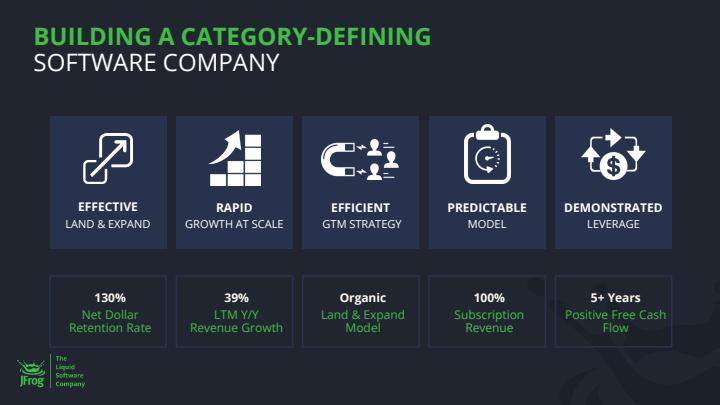 BUILDING A CATEGORY-DEFINING
SOFTWARE COMPANY
EFFECTIVE
LAND & EXPAND
RAPID
GROWTH AT SCALE
EFFICIENT
GTM STRATEGY
PREDICTABLE
MODEL
DEMONSTRATED
LEVERAGE
130%
Net Dollar
Retention Rate
39%
LTM Y/Y
Revenue Growth
Organic
Land & Expand
Model
100%
Subscription
Revenue
5+ Years
Positive Free Cash
Flow
JFrog
The
Liquid
Software
Company